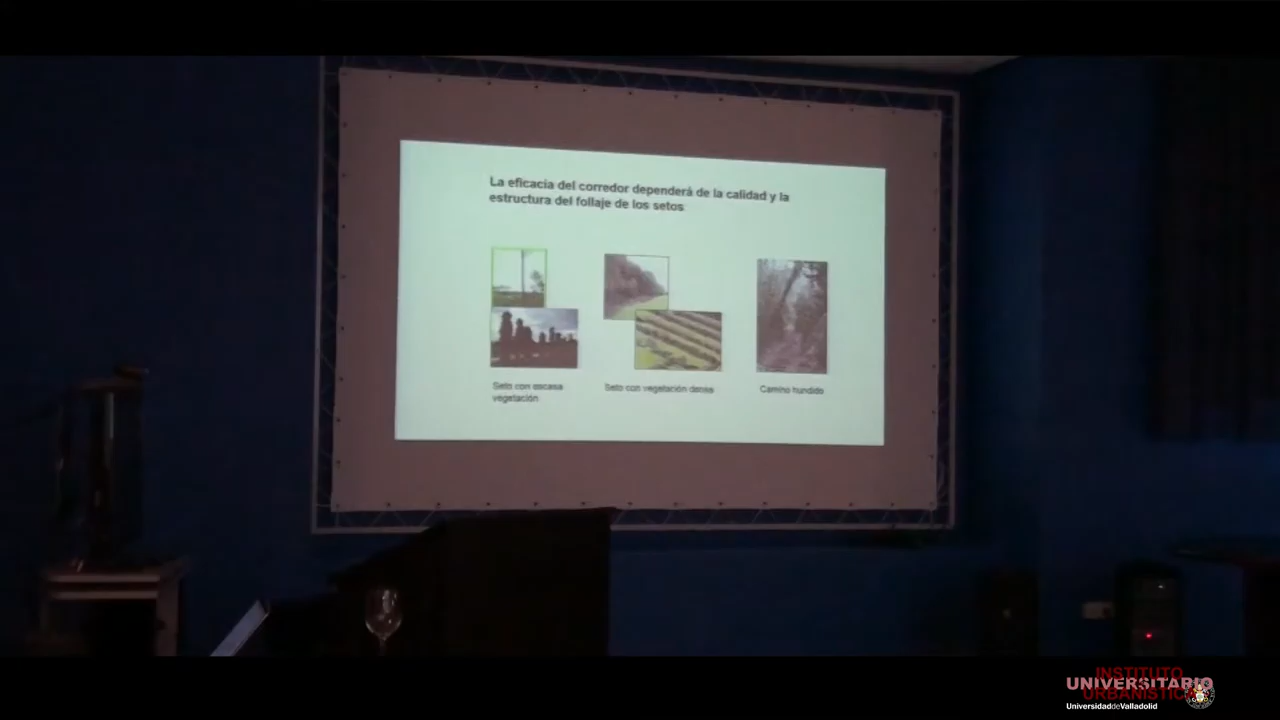 La eficacia del corredor dependerá de la calidad y la
estructura del follaje de los setos
Seto con escasa
vegetación
Seto con vegetación densa
Camino hundido
INSTITUTO
UNIVERSITARIO
URBANÍSTICA
UniversidaddeValladolid